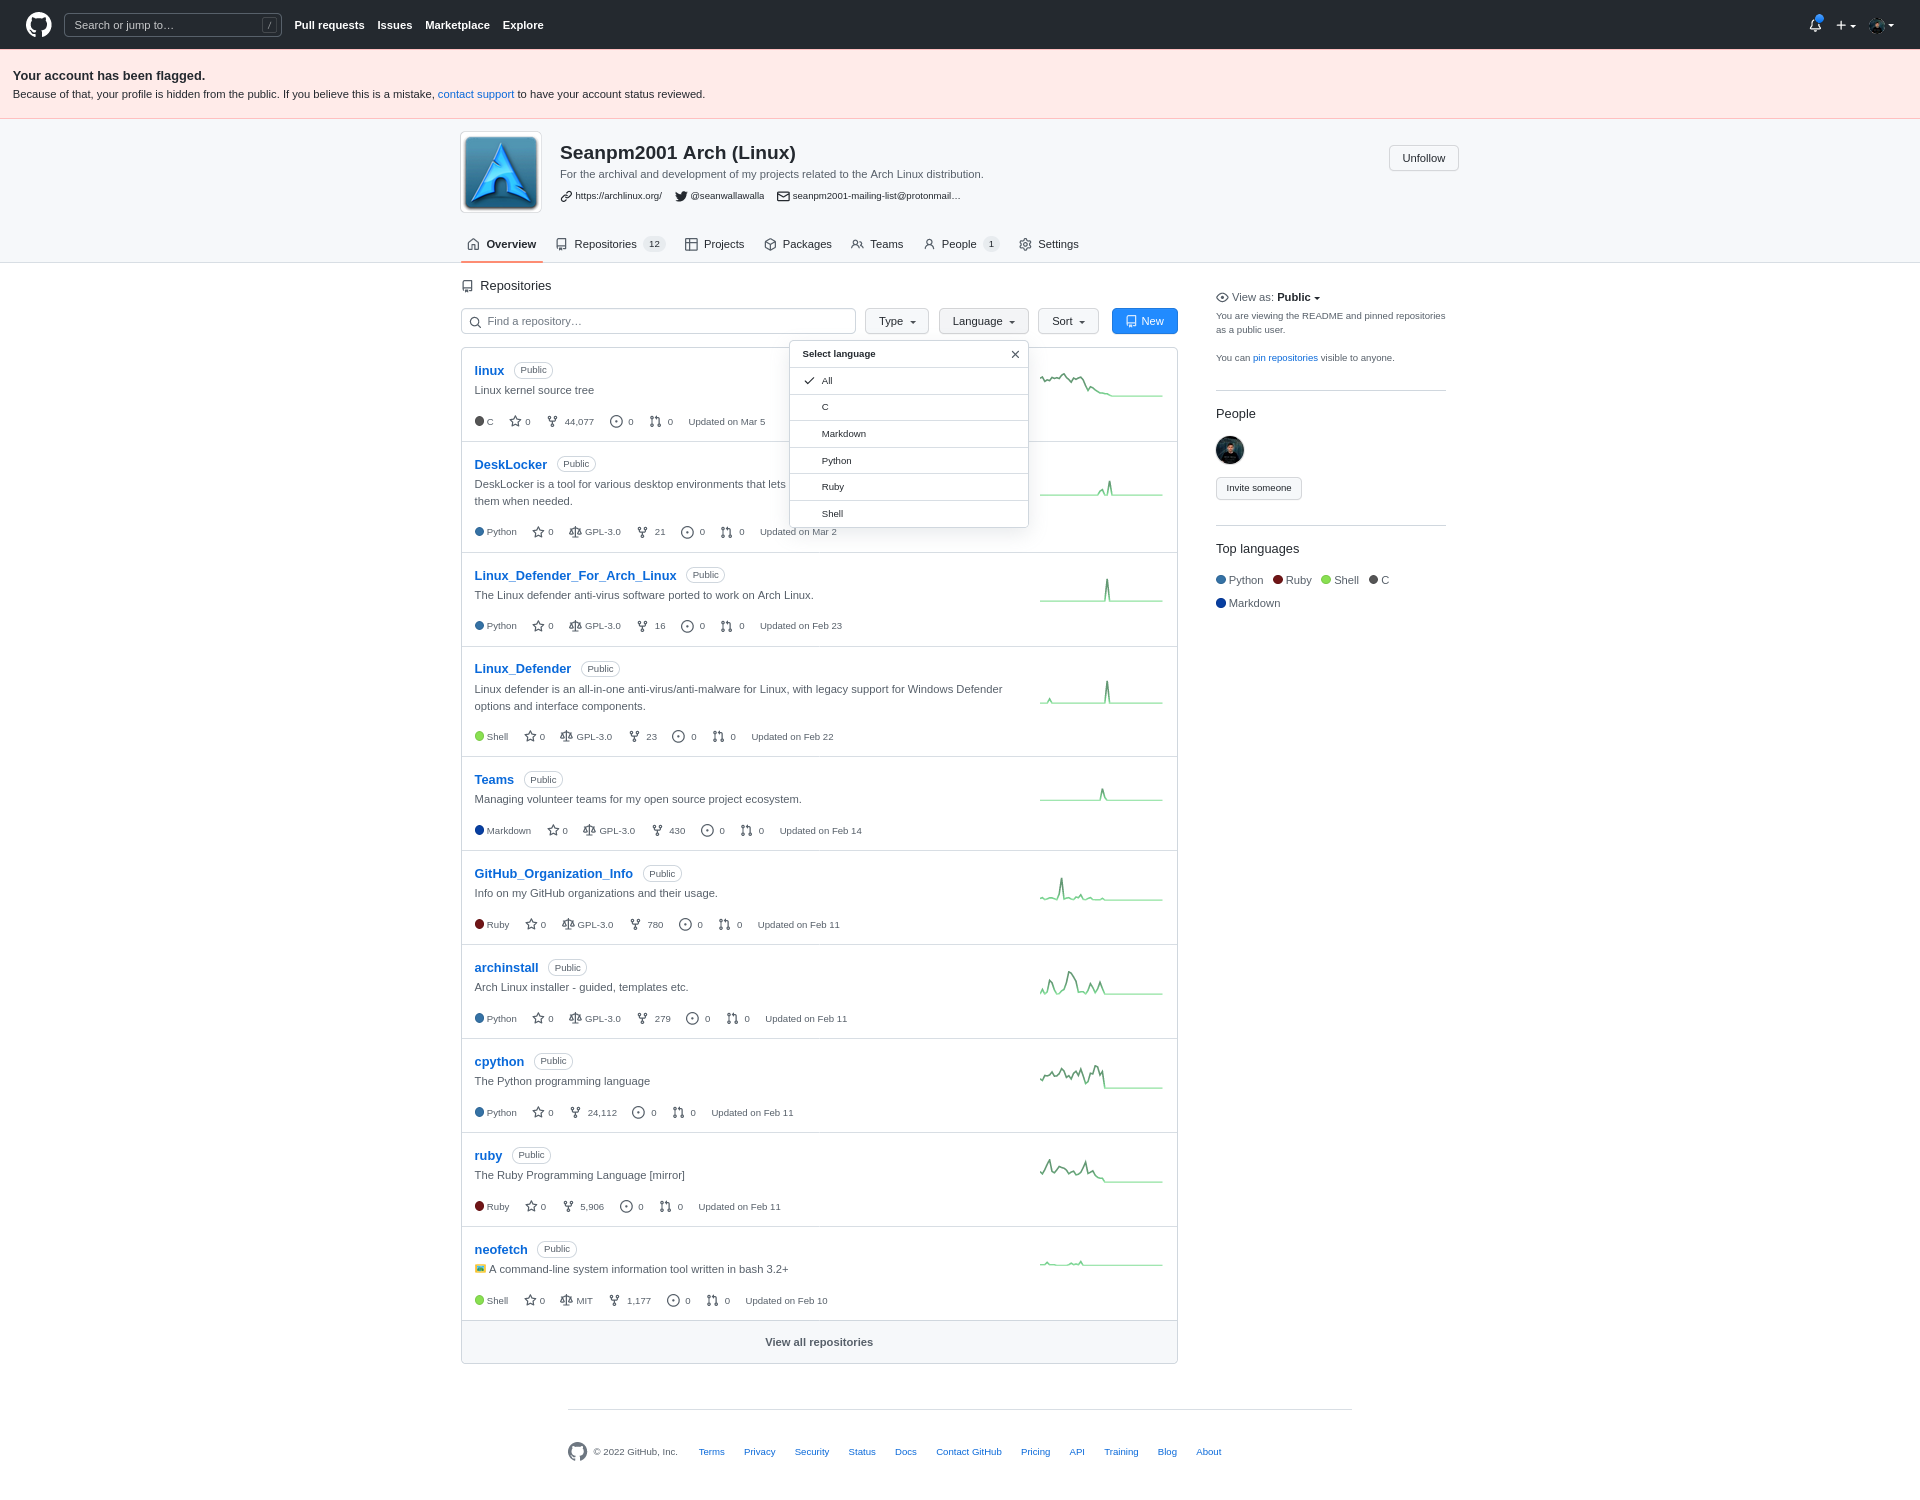 Search or jump to… /
Pull requests Issues Marketplace Explore
Your account has been flagged.
Because of that, your profile is hidden from the public. If you believe this is a mistake, contact support to have your account status reviewed.
Seanpm2001 Arch (Linux)
Unfollow
For the archival and development of my projects related to the Arch Linux distribution.
https://archlinux.org/ @seanwallawalla seanpm2001-mailing-list@protonmail…
Overview Repositories 12 Projects Packages Teams People 1 Settings
Repositories
Find a repository… Type Language Sort New
Select language
All
C
Markdown
Python
Ruby
Shell
linux Public
Linux kernel source tree
C 0 44,077 0 0 Updated on Mar 5
DeskLocker Public
DeskLocker is a tool for various desktop environments that lets
them when needed.
Python 0 GPL-3.0 21 0 0 Updated on Mar 2
Linux_Defender_For_Arch_Linux Public
The Linux defender anti-virus software ported to work on Arch Linux.
Python 0 GPL-3.0 16 0 0 Updated on Feb 23
Linux_Defender Public
Linux defender is an all-in-one anti-virus/anti-malware for Linux, with legacy support for Windows Defender
options and interface components.
Shell 0 GPL-3.0 23 0 0 Updated on Feb 22
Teams Public
Managing volunteer teams for my open source project ecosystem.
Markdown 0 GPL-3.0 430 0 0 Updated on Feb 14
GitHub_Organization_Info Public
Info on my GitHub organizations and their usage.
Ruby 0 GPL-3.0 780 0 0 Updated on Feb 11
archinstall Public
Arch Linux installer - guided, templates etc.
Python 0 GPL-3.0 279 0 0 Updated on Feb 11
cpython Public
The Python programming language
Python 0 24,112 0 0 Updated on Feb 11
ruby Public
The Ruby Programming Language [mirror]
Ruby 0 5,906 0 0 Updated on Feb 11
neofetch Public
A command-line system information tool written in bash 3.2+
Shell 0 MIT 1,177 0 0 Updated on Feb 10
View all repositories
View as: Public
You are viewing the README and pinned repositories
as a public user.
You can pin repositories visible to anyone.
People
Invite someone
Top languages
Python Ruby Shell C
Markdown
© 2022 GitHub, Inc. Terms Privacy Security Status Docs Contact GitHub Pricing API Training Blog About